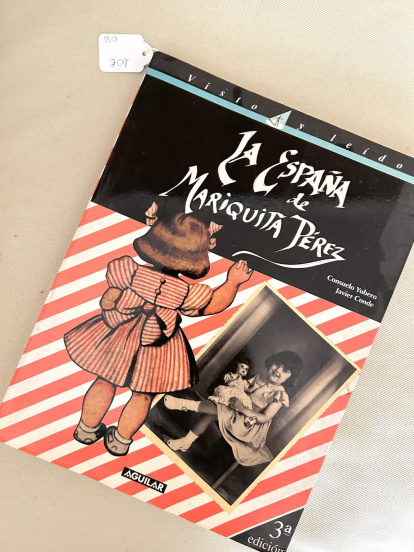 Visto y leído
LA ESPAÑA
de
MARIQUITA PÉREZ
Consuelo Yubero
Javier Conde
AGUILAR
3ª
edición